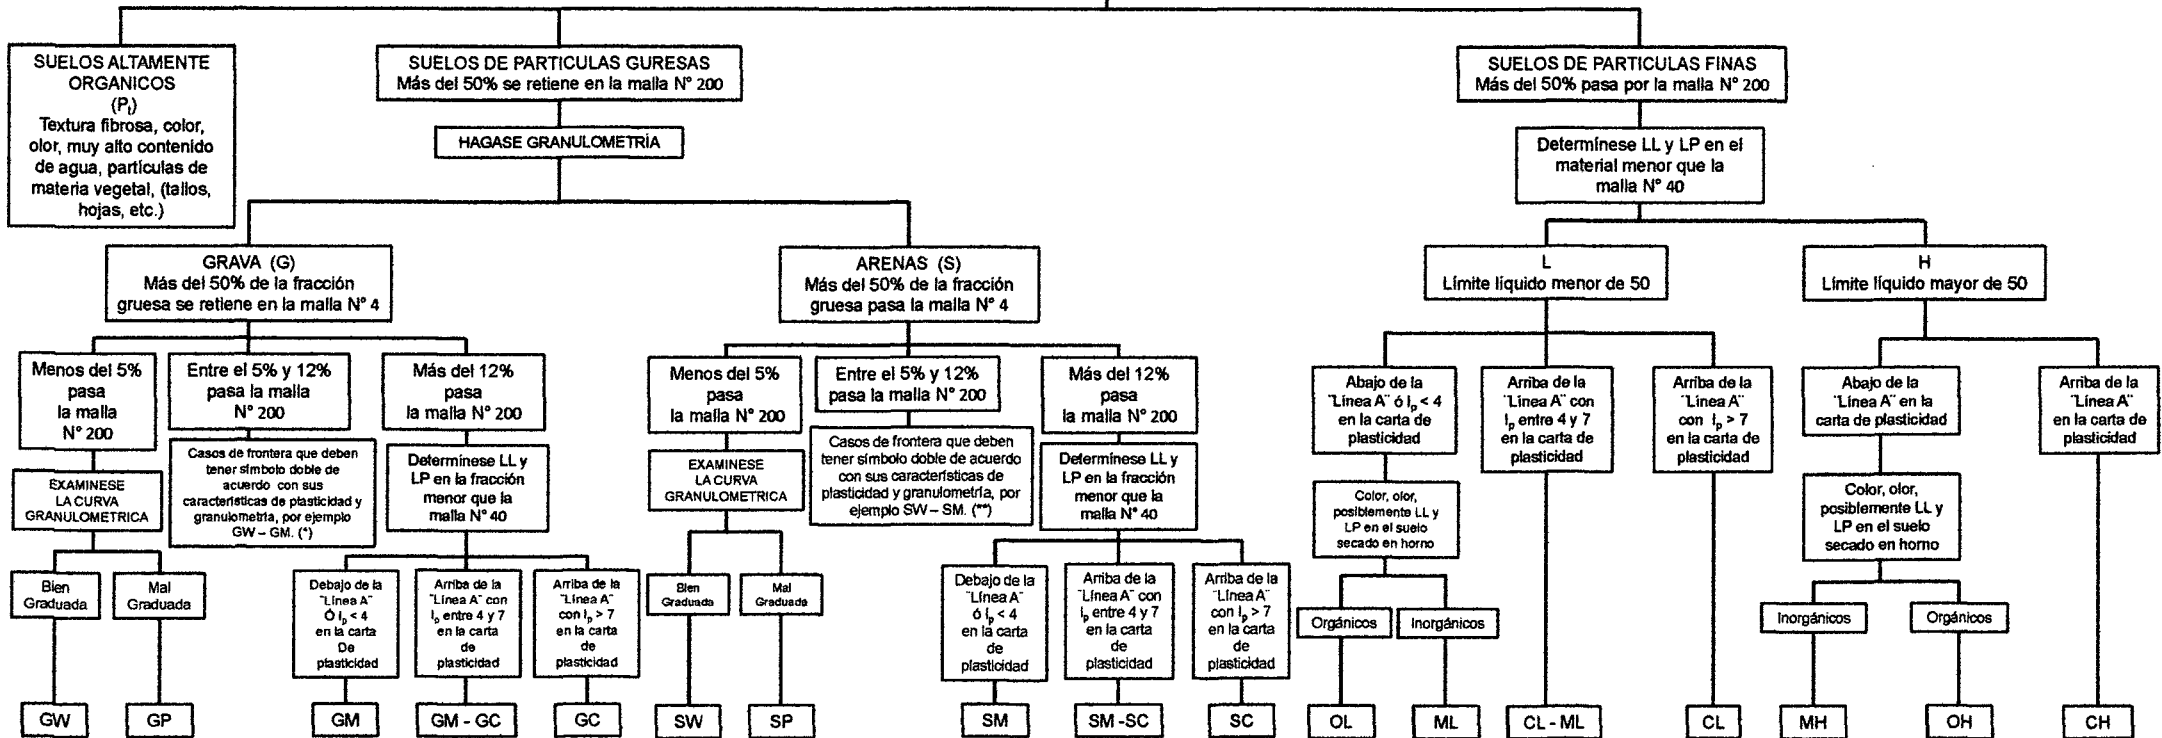 SUELOS ALTAMENTE
ORGANICOS
(Pt)
Textura fibrosa, color,
olor, muy alto contenido
de agua, partículas de
materia vegetal, (tallos,
hojas, etc.)
SUELOS DE PARTICULAS GURESAS
Más del 50% se retiene en la malla N° 200
HAGASE GRANULOMETRÍA
SUELOS DE PARTICULAS FINAS
Más del 50% pasa por la malla N° 200
Determínese LL y LP en el
material menor que la
malla N° 40
GRAVA (G)
Más del 50% de la fracción
gruesa se retiene en la malla N° 4
ARENAS (S)
Más del 50% de la fracción
gruesa pasa la malla N° 4
L
Límite líquido menor de 50
H
Límite líquido mayor de 50
Menos del 5%
pasa
la malla
N° 200
Entre el 5% y 12%
pasa la malla
N° 200
Más del 12%
pasa
la malla N° 200
Menos del 5%
pasa
la malla N° 200
Entre el 5% y 12%
pasa la malla N° 200
Más del 12%
pasa
la malla N° 200
Abajo de la
¨Línea A¨ ó Ip < 4
en la carta de
plasticidad
Arriba de la
¨Línea A¨ con
Ip entre 4 y 7
en la carta de
plasticidad
Arriba de la
¨Línea A¨
con Ip > 7
en la carta de
plasticidad
Abajo de la
¨Línea A¨ en la
carta de plasticidad
Arriba de la
¨Línea A¨
en la carta de
plasticidad
EXAMINESE
LA CURVA
GRANULOMETRICA
Casos de frontera que deben
tener símbolo doble de
acuerdo con sus
características de plasticidad y
granulometría, por ejemplo
GW – GM. (*)
Determínese LL y
LP en la fracción
menor que la
malla N° 40
EXAMINESE
LA CURVA
GRANULOMETRICA
Casos de frontera que deben
tener símbolo doble de acuerdo
con sus características de
plasticidad y granulometría, por
ejemplo SW – SM. (**)
Determínese LL y
LP en la fracción
menor que la
malla N° 40
Color, olor,
posiblemente LL y
LP en el suelo
secado en horno
Color, olor,
posiblemente LL y
LP en el suelo
secado en horno
Bien
Graduada
Mal
Graduada
Debajo de la
¨Línea A¨
Ó Ip < 4
en la carta
De
plasticidad
Arriba de la
¨Línea A¨ con
Ip entre 4 y 7
en la carta
de
plasticidad
Arriba de la
¨Línea A¨
con Ip > 7
en la carta
de
plasticidad
Bien
Graduada
Mal
Graduada
Debajo de la
¨Línea A¨
ó Ip < 4
en la carta
de
plasticidad
Arriba de la
¨Línea A¨ con
Ip entre 4 y 7
en la carta
de
plasticidad
Arriba de la
¨Línea A¨
con Ip > 7
en la carta
de
plasticidad
Orgánicos
Inorgánicos
Inorgánicos
Orgánicos
GW
GP
GM
GM - GC
GC
SW
SP
SM
SM -SC
SC
OL
ML
CL - ML
CL
MH
OH
CH